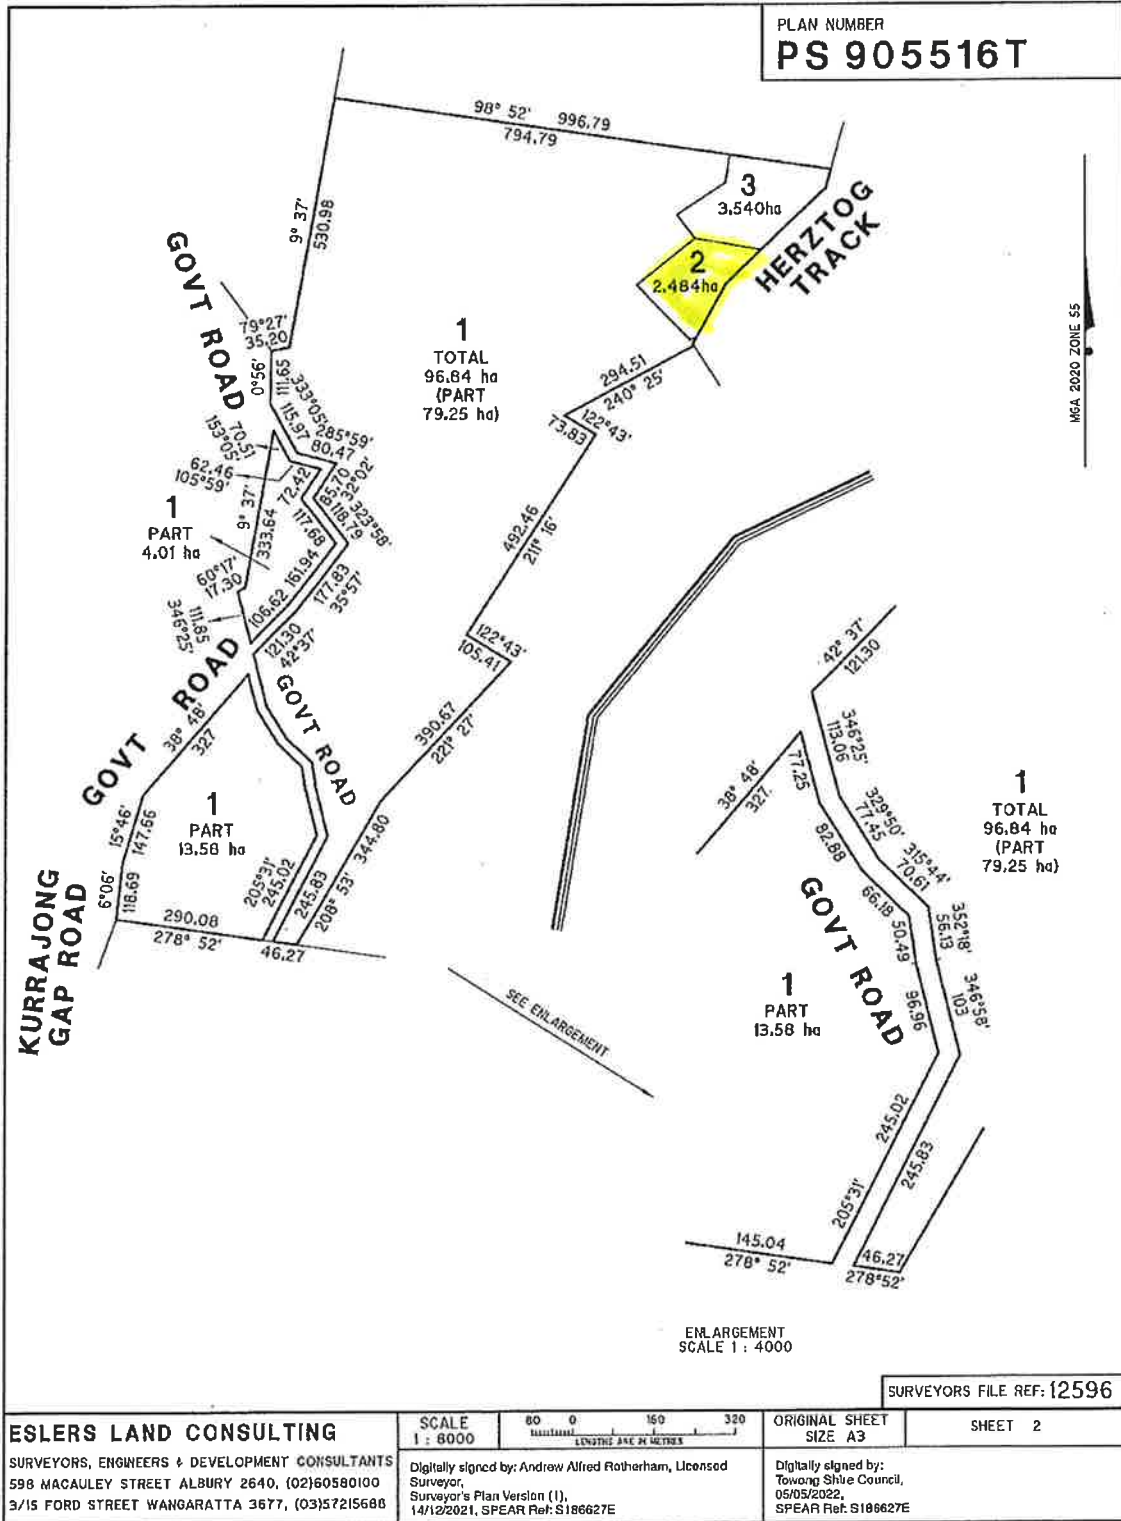 PLAN NUMBER
PS 905516T
98° 52' 996.79
794.79
3
3.540ha
HERZTOG
TRACK
2
2.484ha
9° 37'
530.98
GOVT ROAD
79°27'
35.20
0°56'
111.65
333°05'
115.97
285°59'
80.47
70.51
153°05'
62.46
105°59'
72.42
85.70
32°02'
323°58'
118.79
117.68
1
TOTAL
96.84 ha
(PART
79.25 ha)
294.51
240° 25'
122°43'
73.83
MGA 2020 ZONE 55
1
PART
4.01 ha
9° 37'
333.64
161.94
177.83
35°57'
60°17'
17.30
106.62
111.85
346°25'
121.30
42°37'
492.46
211° 16'
122°43'
105.41
GOVT ROAD
38° 48'
327
GOVT ROAD
390.67
221° 27'
15°46'
147.66
1
PART
13.58 ha
344.80
208° 53'
205°31'
245.02
245.83
6°06'
118.69
290.08
278° 52'
46.27
KURRAJONG
GAP ROAD
SEE ENLARGEMENT
42° 37'
121.30
346°25'
113.06
38° 48'
327.
77.25
329°50'
77.45
82.88
315°44'
70.61
66.18
1
TOTAL
96.84 ha
(PART
79.25 ha)
GOVT ROAD
50.49
352°18'
56.13
346°58'
103
96.96
1
PART
13.58 ha
245.02
205°31'
245.83
145.04
278° 52'
46.27
278°52'
ENLARGEMENT
SCALE 1 : 4000
SURVEYORS FILE REF: 12596
ESLERS LAND CONSULTING
SURVEYORS, ENGINEERS & DEVELOPMENT CONSULTANTS
598 MACAULEY STREET ALBURY 2640, (02)60580100
3/15 FORD STREET WANGARATTA 3677, (03)57215688
SCALE
1 : 8000
80 0 160 320
LENGTHS ARE IN METRES
ORIGINAL SHEET
SIZE A3
SHEET 2
Digitally signed by: Andrew Alfred Rotherham, Licensed
Surveyor,
Surveyor's Plan Version (1),
14/12/2021, SPEAR Ref: S186627E
Digitally signed by:
Towong Shire Council,
05/05/2022,
SPEAR Ref: S186627E